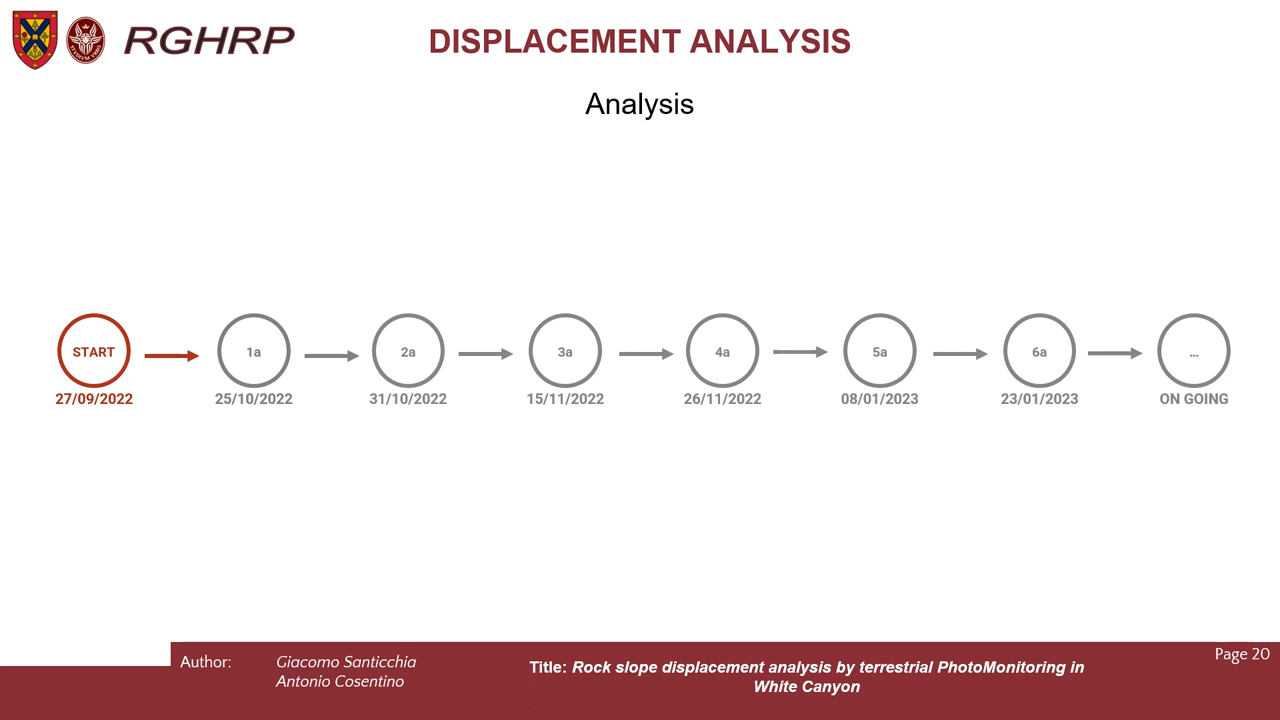 RGHRP
DISPLACEMENT ANALYSIS
Analysis
START
1a
2a
3a
4a
5a
6a
...
27/09/2022
25/10/2022
31/10/2022
15/11/2022
26/11/2022
08/01/2023
23/01/2023
ON GOING
Author:
Giacomo Santicchia
Antonio Cosentino
Title: Rock slope displacement analysis by terrestrial PhotoMonitoring in
White Canyon
Page 20